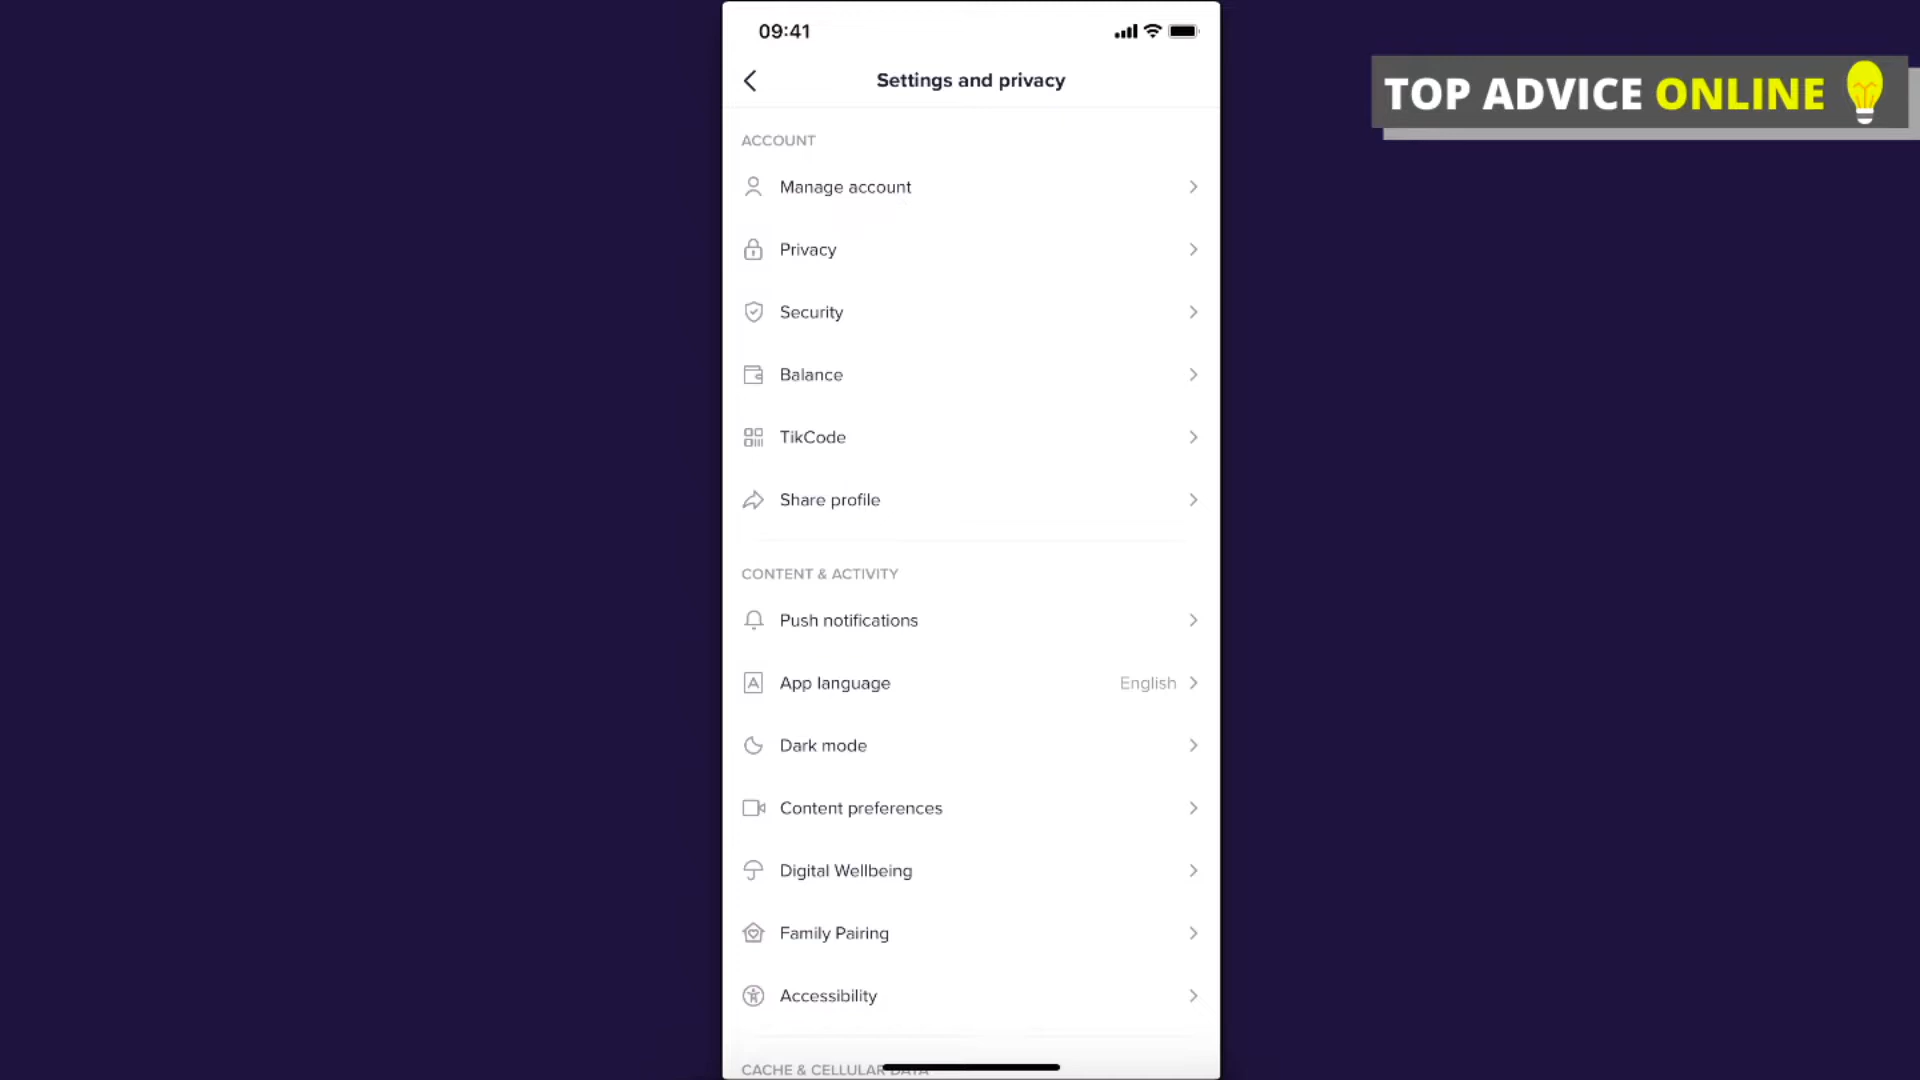 09:41
Settings and privacy
TOP ADVICE ONLINE
ACCOUNT
Manage account
Privacy
Security
Balance
TikCode
Share profile
CONTENT & ACTIVITY
Push notifications
App language English
Dark mode
Content preferences
Digital Wellbeing
Family Pairing
Accessibility
CACHE & CELLULAR DATA